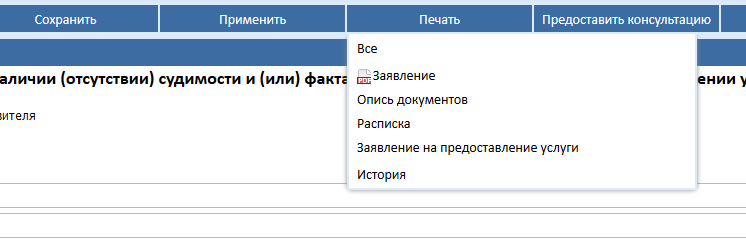 Сохранить Применить Печать Предоставить консультацию
Все
аличии (отсутствии) судимости и (или) факта ении у
PDF Заявление
Опись документов
вителя
Расписка
Заявление на предоставление услуги
История